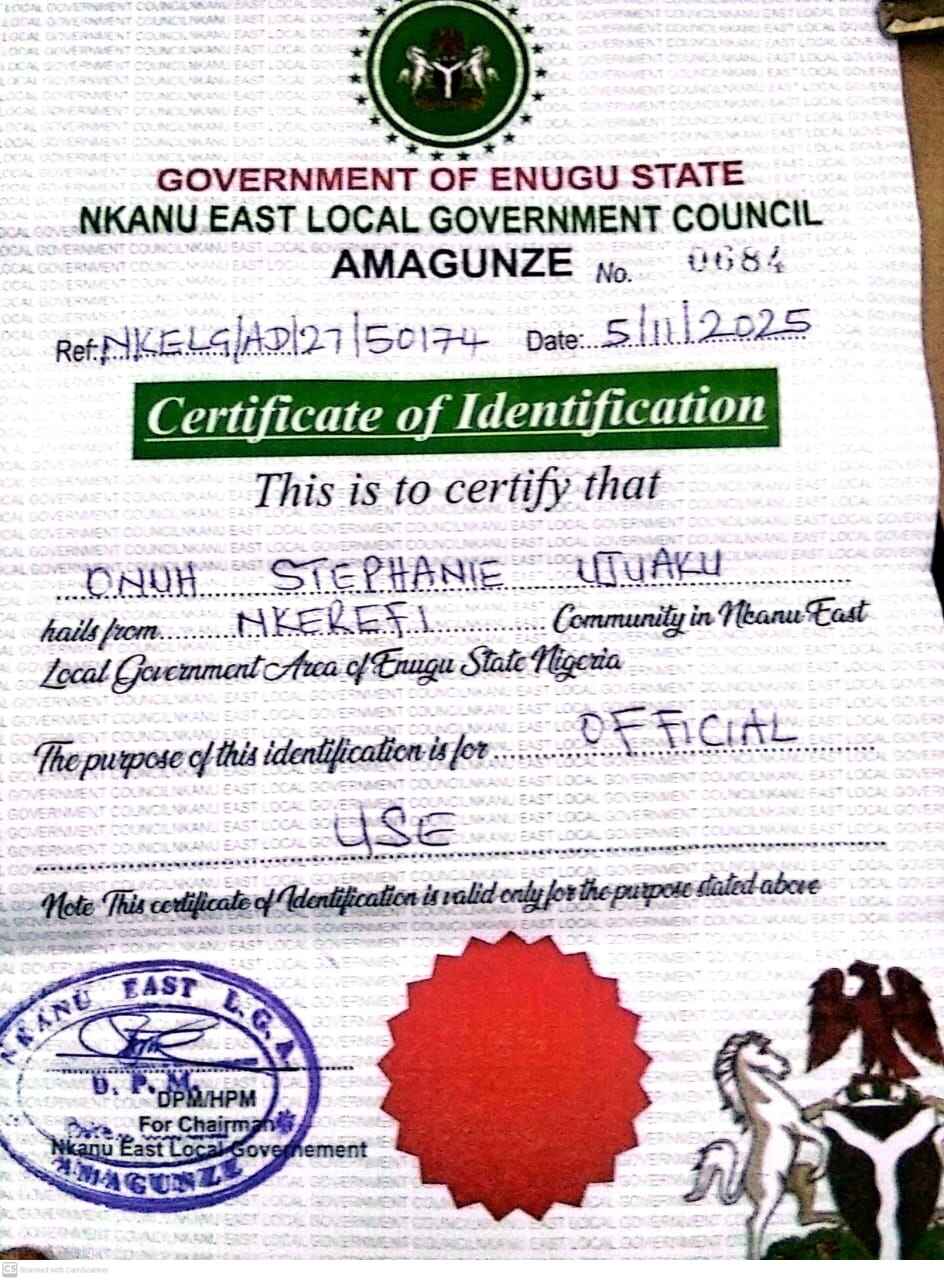 GOVERNMENT OF ENUGU STATE
NKANU EAST LOCAL GOVERNMENT COUNCIL
AMAGUNZE No. 0684
Ref: NKELG/AD/27/50174 Date: 5/11/2025
Certificate of Identification
This is to certify that
ONUH STEPHANIE UJUAKU
hails from NKEREFI Community in Nkanu East
Local Government Area of Enugu State Nigeria
The purpose of this identification is for OFFICIAL
USE
Note This certificate of Identification is valid only for the purpose stated above
NKANU EAST L.G.A
D. P. M.
DPM/HPM
For Chairman
Nkanu East Local Governement
AMAGUNZE
CS Scanned with CamScanner